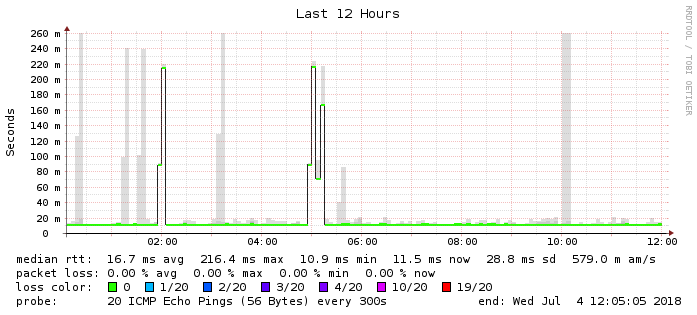 Last 12 Hours
RRDTOOL / TOBI OETIKER
Seconds
260 m
240 m
220 m
200 m
180 m
160 m
140 m
120 m
100 m
80 m
60 m
40 m
20 m
0
02:00 04:00 06:00 08:00 10:00 12:00
median rtt: 16.7 ms avg 216.4 ms max 10.9 ms min 11.5 ms now 28.8 ms sd 579.0 m am/s
packet loss: 0.00 % avg 0.00 % max 0.00 % min 0.00 % now
loss color: 0 1/20 2/20 3/20 4/20 10/20 19/20
probe: 20 ICMP Echo Pings (56 Bytes) every 300s end: Wed Jul 4 12:05:05 2018